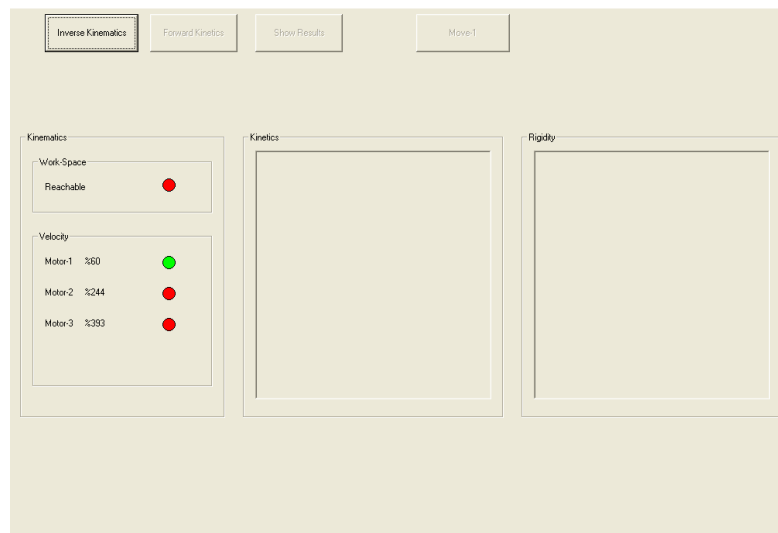 Inverse Kinematics
Forward Kinetics
Show Results
Move-1
Kinematics
Work-Space
Reachable
Velocity
Motor-1 %60
Motor-2 %244
Motor-3 %393
Kinetics
Rigidity